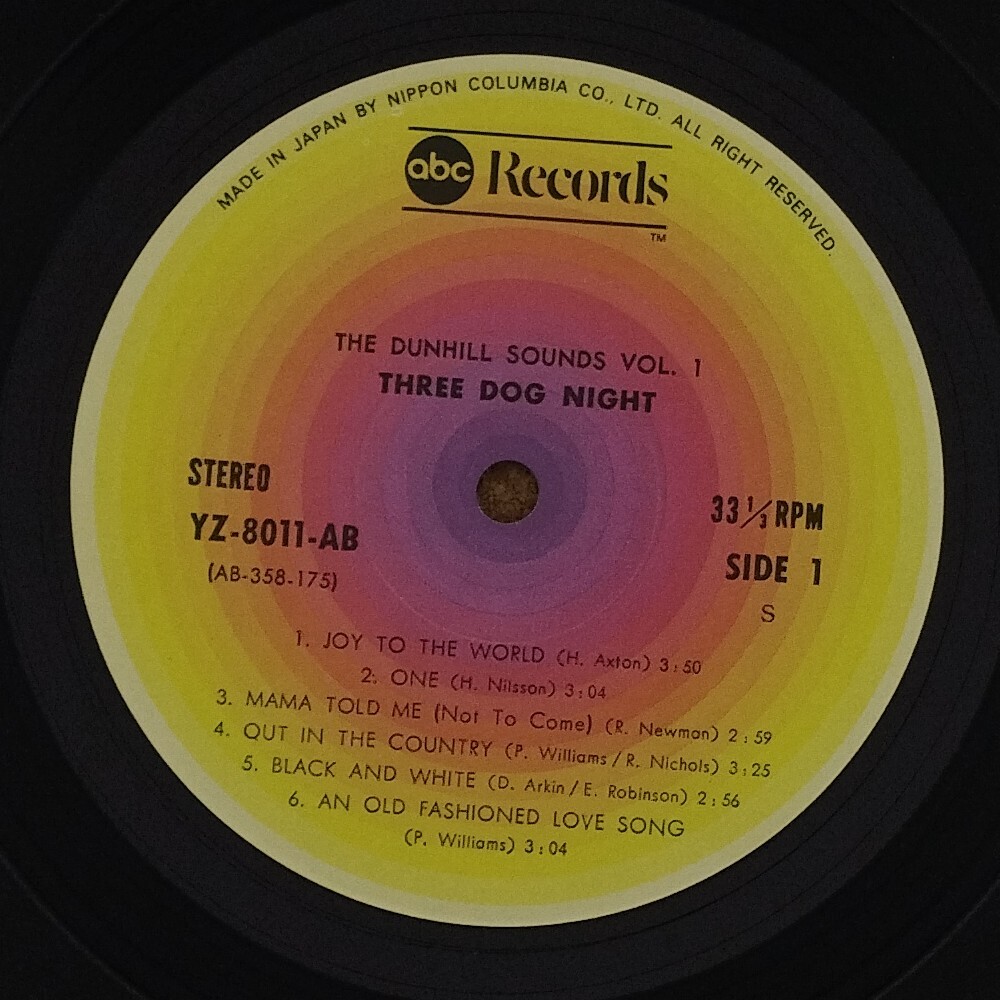 MADE IN JAPAN BY NIPPON COLUMBIA CO., LTD. ALL RIGHT RESERVED.
abc Records
TM
THE DUNHILL SOUNDS VOL. 1
THREE DOG NIGHT
STEREO
YZ-8011-AB
(AB-358-175)
33 1/3 RPM
SIDE 1
S
1. JOY TO THE WORLD (H. Axton) 3:50
2. ONE (H. Nilsson) 3:04
3. MAMA TOLD ME (Not To Come) (R. Newman) 2:59
4. OUT IN THE COUNTRY (P. Williams/R. Nichols) 3:25
5. BLACK AND WHITE (D. Arkin/E. Robinson) 2:56
6. AN OLD FASHIONED LOVE SONG
(P. Williams) 3:04